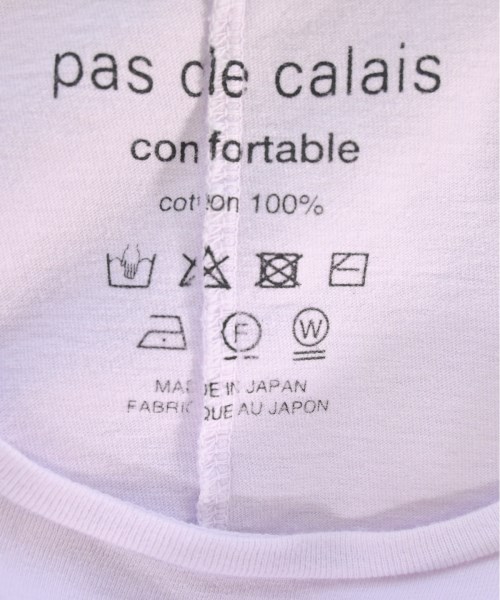 pas de calais
confortable
cotton 100%
F W
MADE IN JAPAN
FABRIQUE AU JAPON